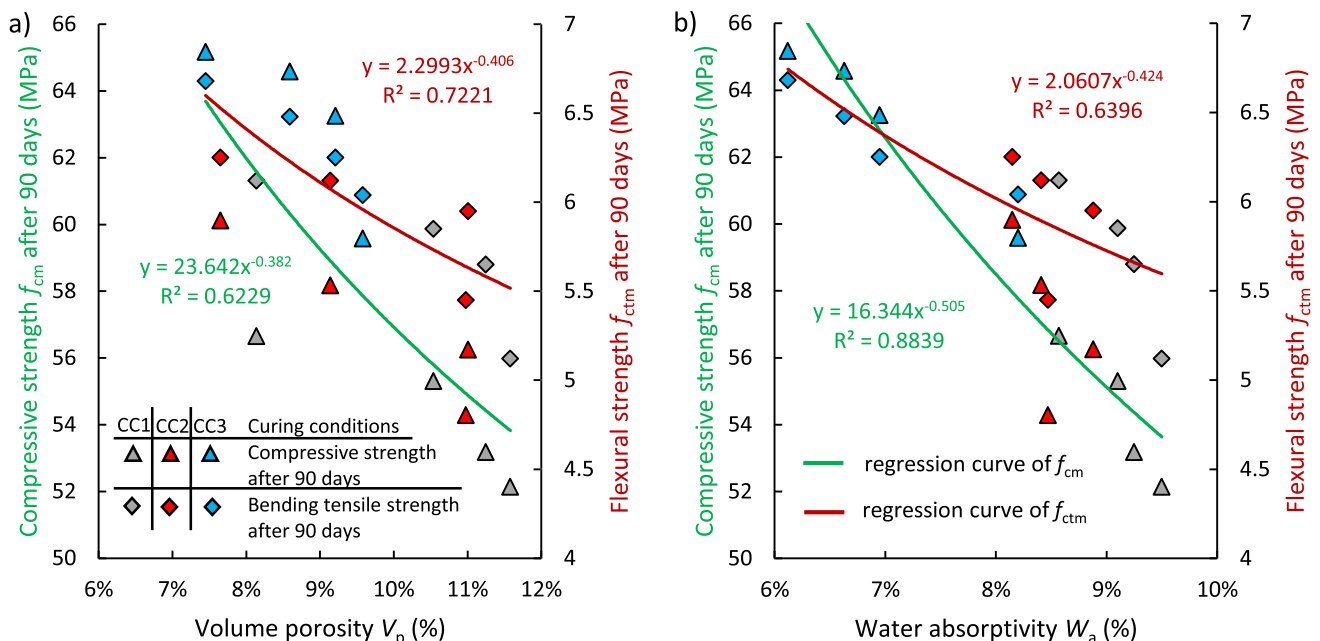 a)
Compressive strength fcm after 90 days (MPa)
66
64
62
60
58
56
54
52
50
y = 2.2993x^-0.406
R² = 0.7221
y = 23.642x^-0.382
R² = 0.6229
CC1 CC2 CC3 Curing conditions
Compressive strength
after 90 days
Bending tensile strength
after 90 days
6% 7% 8% 9% 10% 11% 12%
Volume porosity Vp (%)
7
6.5
6
5.5
5
4.5
4
Flexural strength fctm after 90 days (MPa)
b)
Compressive strength fcm after 90 days (MPa)
66
64
62
60
58
56
54
52
50
y = 2.0607x^-0.424
R² = 0.6396
y = 16.344x^-0.505
R² = 0.8839
regression curve of fcm
regression curve of fctm
6% 7% 8% 9% 10%
Water absorptivity Wa (%)
7
6.5
6
5.5
5
4.5
4
Flexural strength fctm after 90 days (MPa)